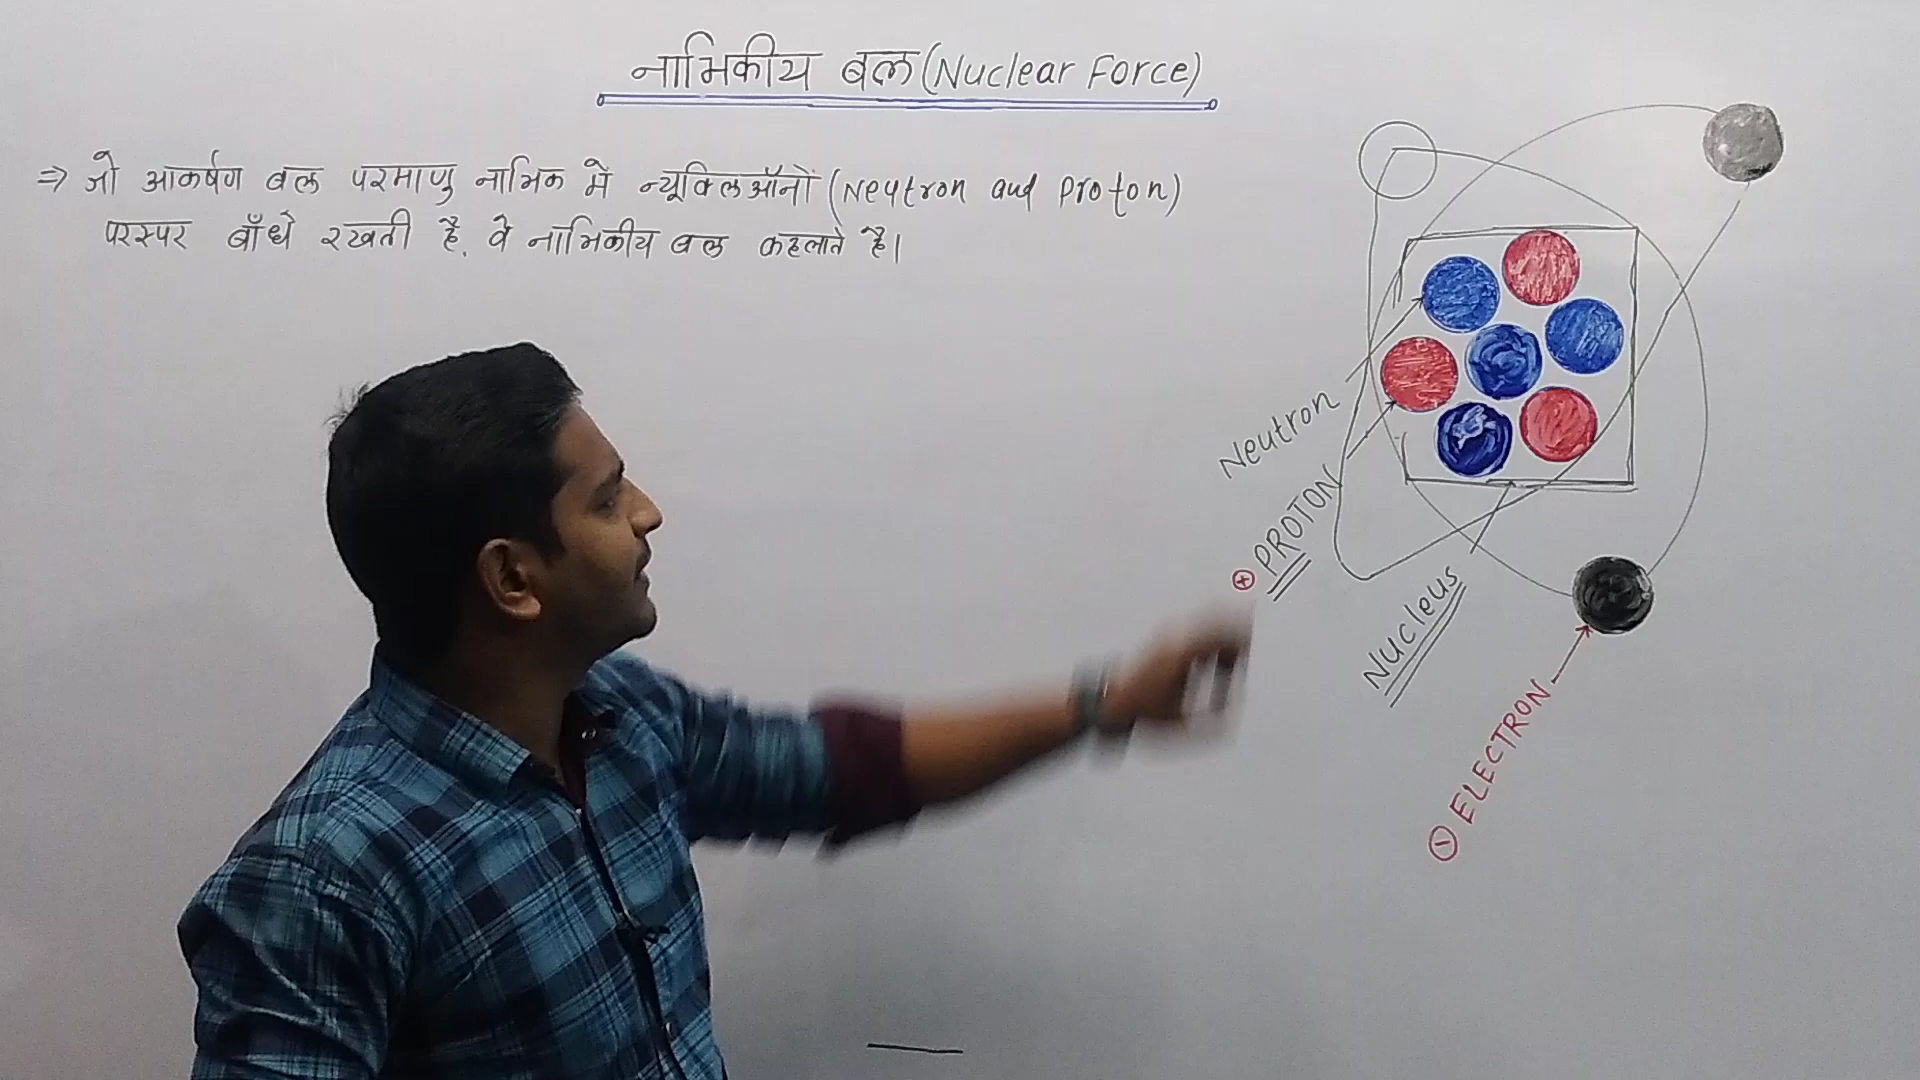 नाभिकीय बल (Nuclear Force)
⇒ जो आकर्षण बल परमाणु नाभिक में न्यूक्लिऑनों (Neutron and Proton)
परस्पर बाँधे रखती है. वे नाभिकीय बल कहलाते है।
Neutron
⊕ PROTON
Nucleus
⊖ ELECTRON